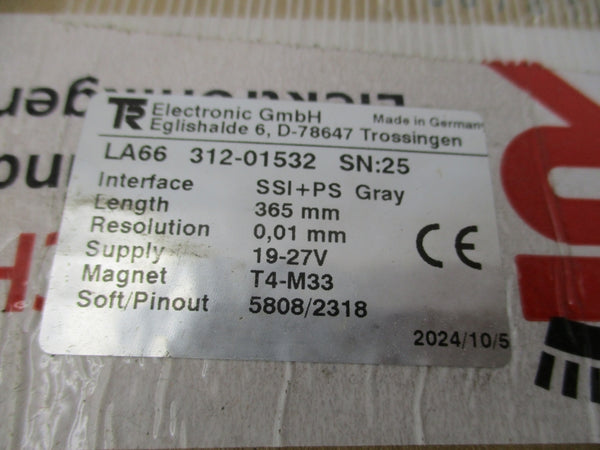 TR Electronic GmbH
Eglishalde 6, D-78647 Trossingen
Made in German
LA66 312-01532 SN:25
Interface SSI+PS Gray
Length 365 mm
Resolution 0,01 mm
Supply 19-27V
Magnet T4-M33
Soft/Pinout 5808/2318
CE
2024/10/5